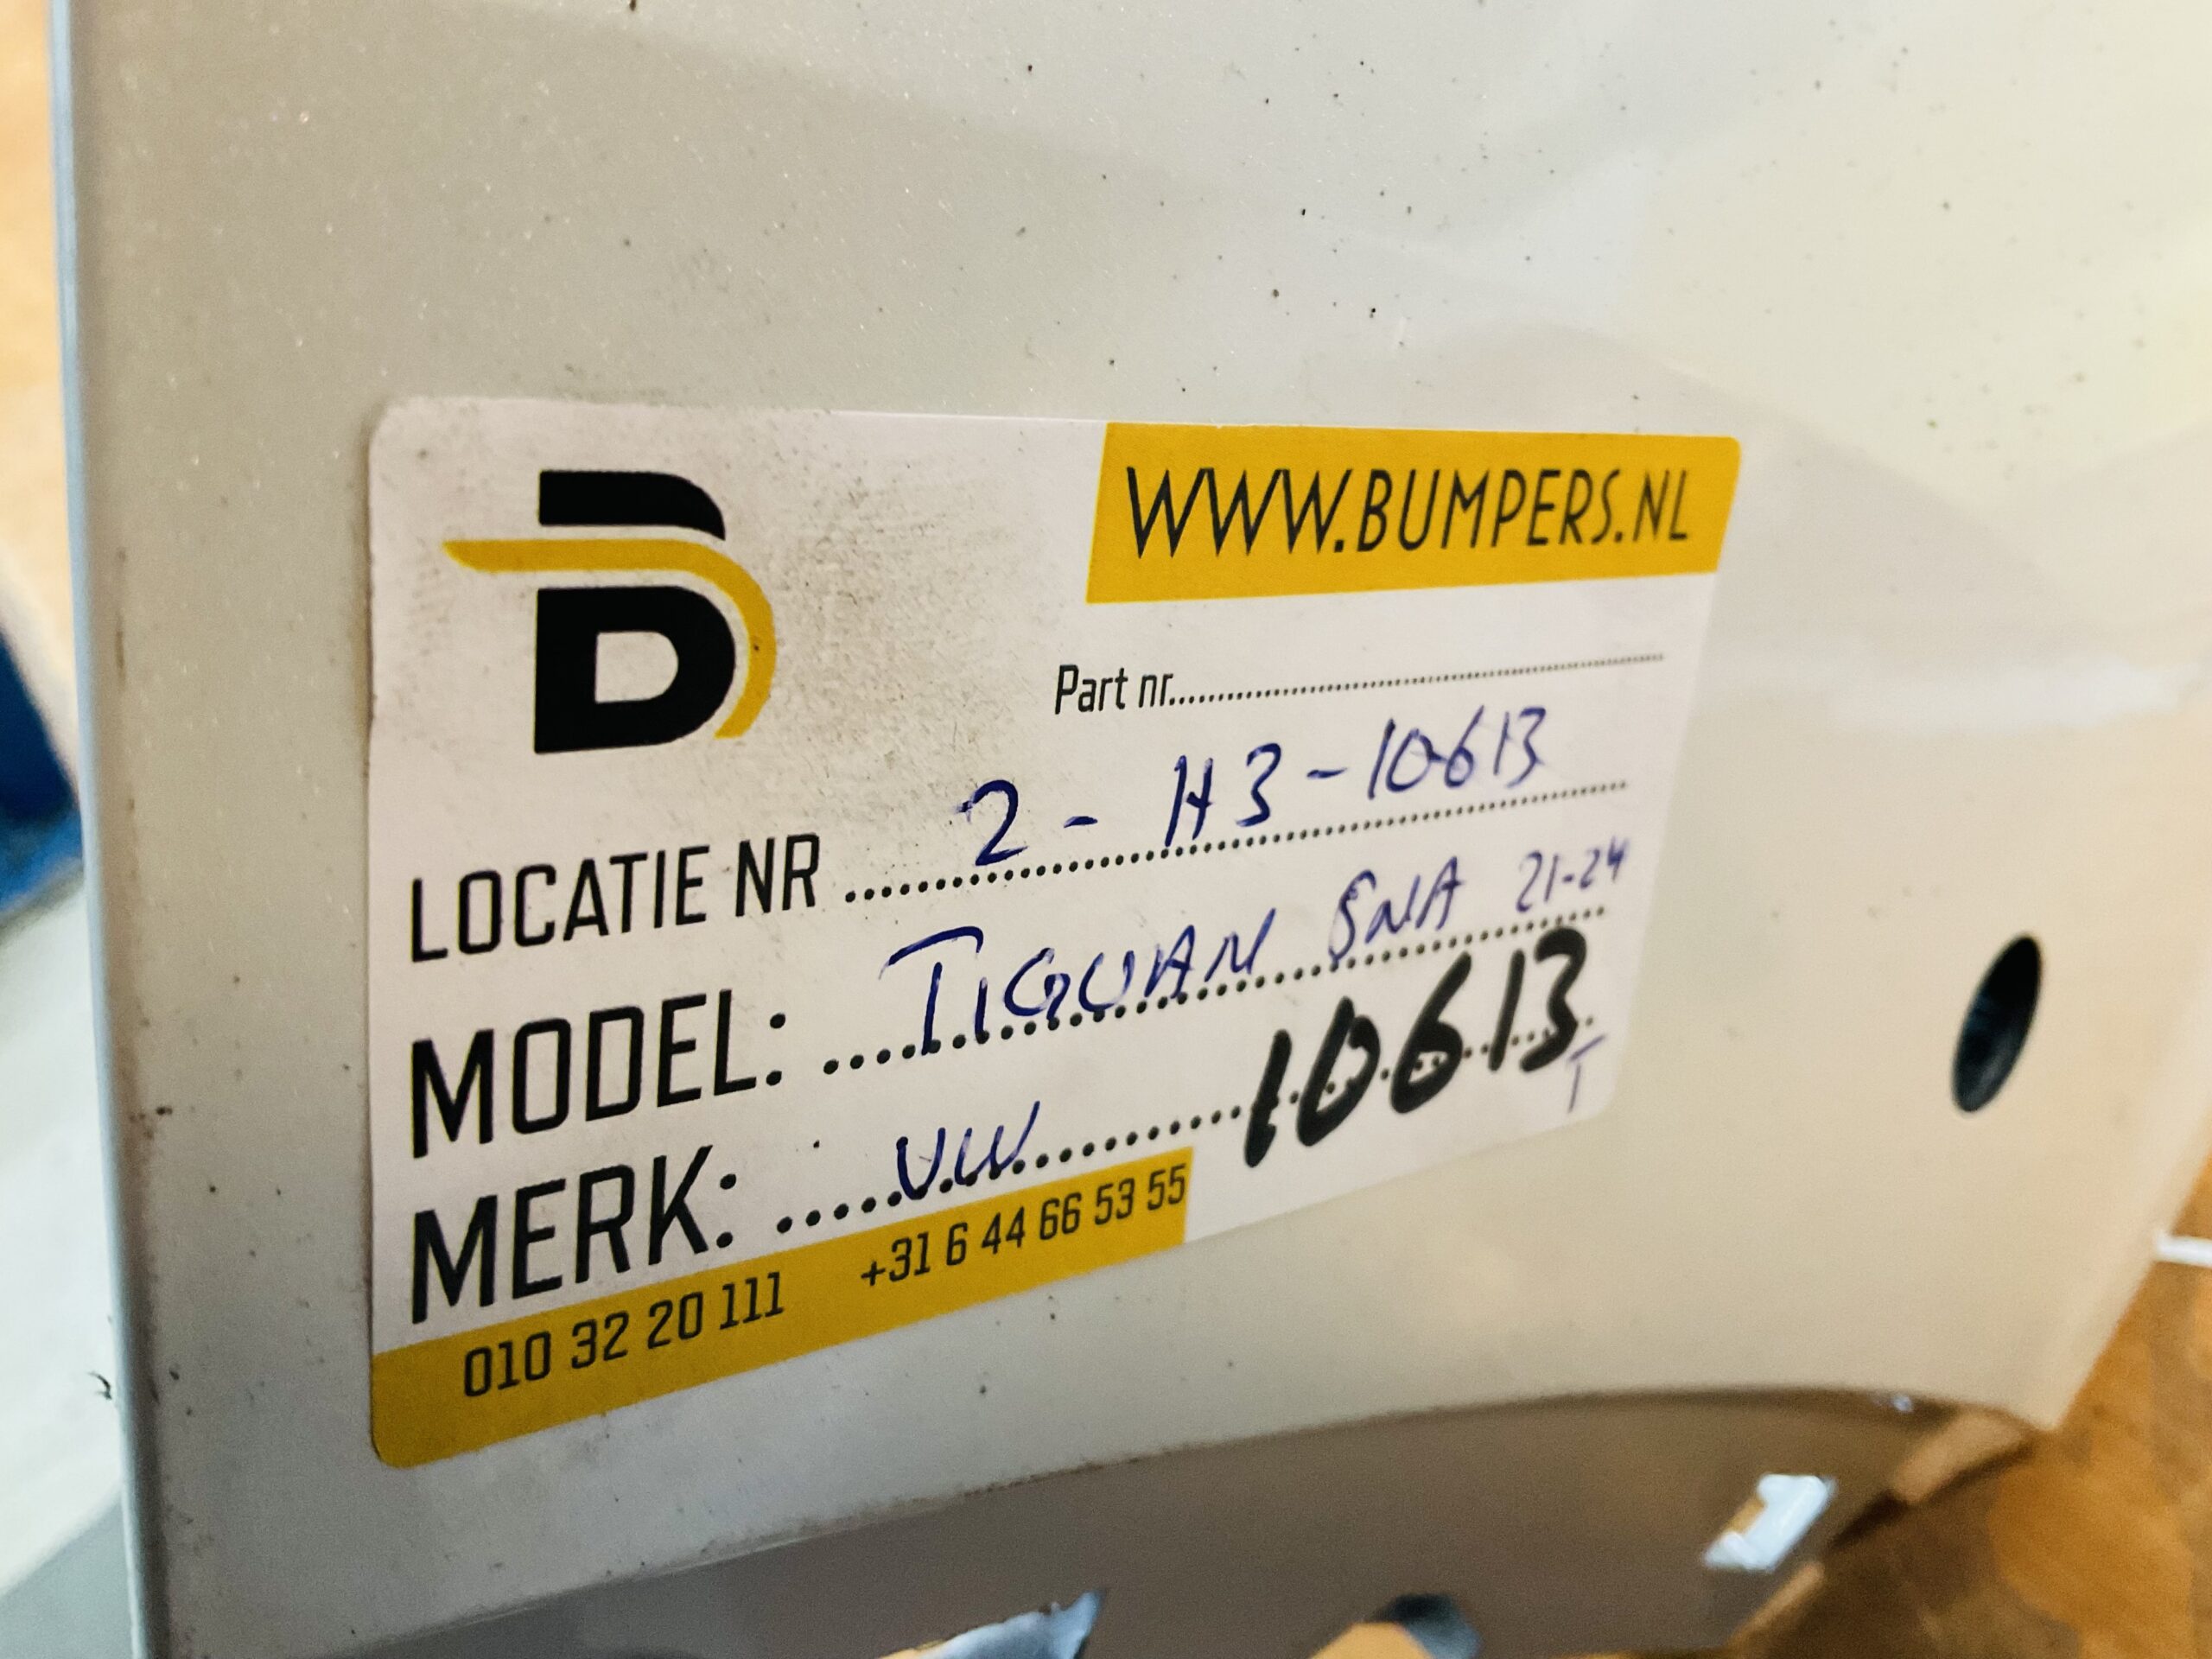 B
WWW.BUMPERS.NL
Part nr..........
LOCATIE NR 2 - H3 - 10613
MODEL: TIGUAN 5NA 21-24
MERK: VW 10613
T
010 32 20 111 +31 6 44 66 53 55